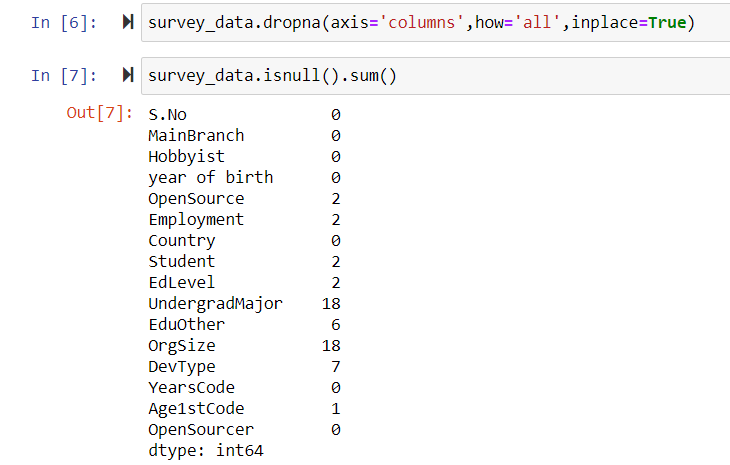 In [6]: survey_data.dropna(axis='columns',how='all',inplace=True)
In [7]: survey_data.isnull().sum()
Out[7]: S.No 0
MainBranch 0
Hobbyist 0
year of birth 0
OpenSource 2
Employment 2
Country 0
Student 2
EdLevel 2
UndergradMajor 18
EduOther 6
OrgSize 18
DevType 7
YearsCode 0
Age1stCode 1
OpenSourcer 0
dtype: int64